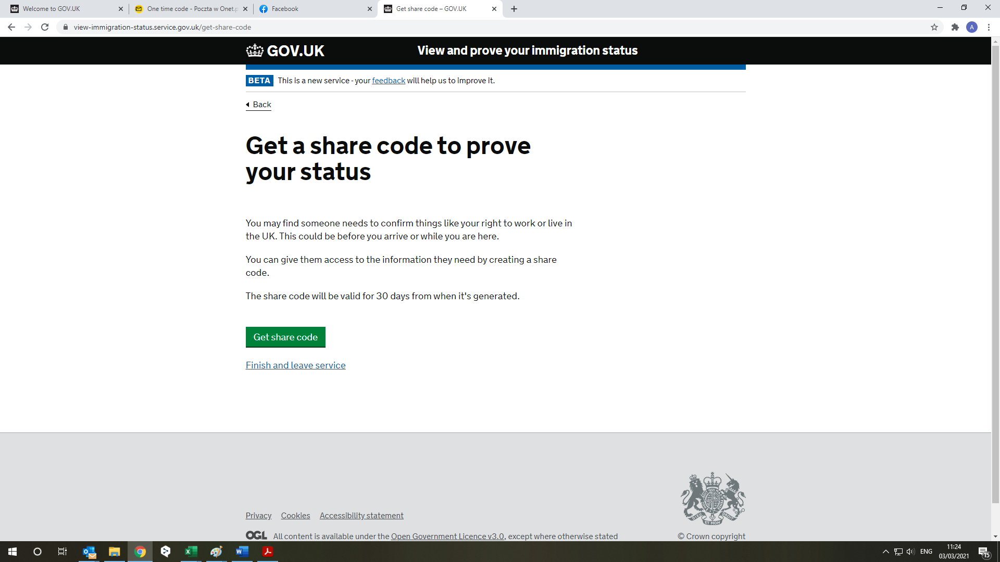 Welcome to GOV.UK
One time code - Poczta w Onet.p
Facebook
Get share code – GOV.UK
view-immigration-status.service.gov.uk/get-share-code
A
GOV.UK
View and prove your immigration status
BETA This is a new service - your feedback will help us to improve it.
Back
Get a share code to prove
your status
You may find someone needs to confirm things like your right to work or live in
the UK. This could be before you arrive or while you are here.
You can give them access to the information they need by creating a share
code.
The share code will be valid for 30 days from when it's generated.
Get share code
Finish and leave service
DIEU ET MON DROIT
Privacy Cookies Accessibility statement
OGL All content is available under the Open Government Licence v3.0, except where otherwise stated
© Crown copyright
ENG
11:24
03/03/2021
15